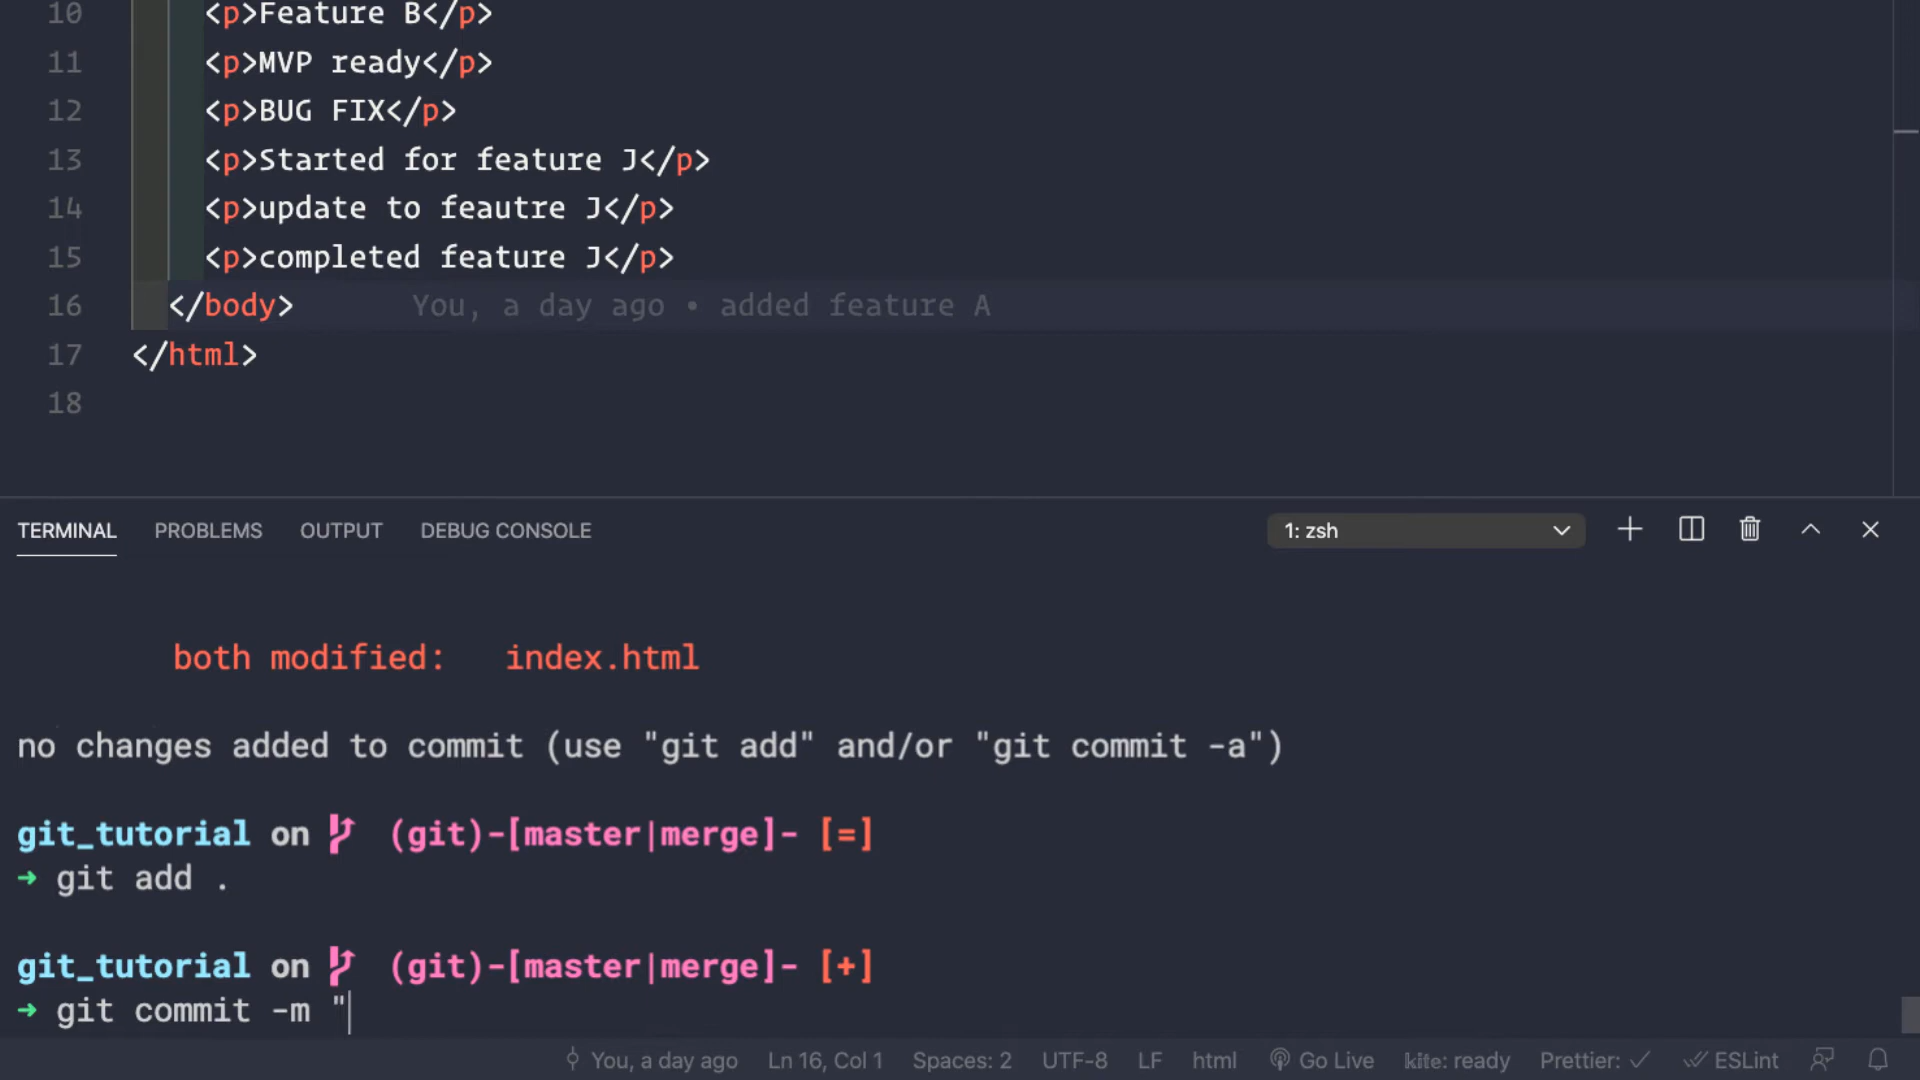 10 <p>Feature B</p>
11 <p>MVP ready</p>
12 <p>BUG FIX</p>
13 <p>Started for feature J</p>
14 <p>update to feautre J</p>
15 <p>completed feature J</p>
16 </body> You, a day ago • added feature A
17 </html>
18
TERMINAL PROBLEMS OUTPUT DEBUG CONSOLE 1: zsh
both modified: index.html
no changes added to commit (use "git add" and/or "git commit -a")
git_tutorial on (git)-[master|merge]- [=]
➜ git add .
git_tutorial on (git)-[master|merge]- [+]
➜ git commit -m "
You, a day ago Ln 16, Col 1 Spaces: 2 UTF-8 LF html Go Live kite: ready Prettier: ✓ ESLint